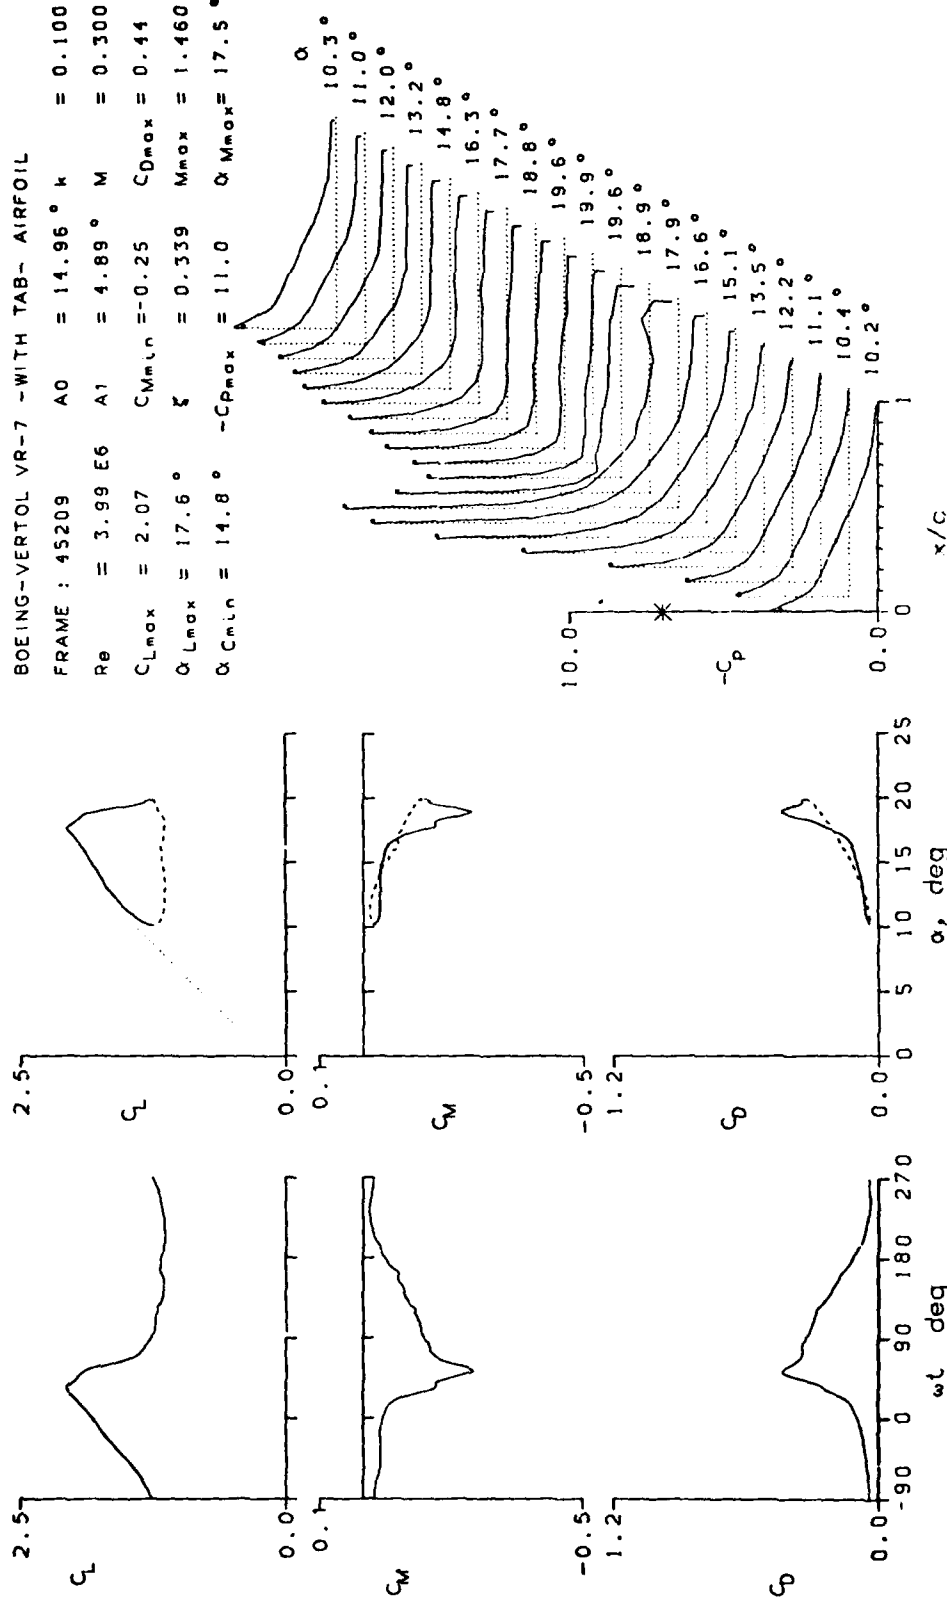 BOEING-VERTOL VR-7 -WITH TAB- AIRFOIL
FRAME : 45209 A0 = 14.96° k = 0.100
Re = 3.99 E6 A1 = 4.89° M = 0.300
CLmax = 2.07 CMmin =-0.25 CDmax = 0.44
αLmax = 17.6° ζ = 0.339 Mmax = 1.460
αCmin = 14.8° -CPmax = 11.0 αMmax= 17.5°
2.5
CL
0.0
0.1
CM
-0.5
1.2
CD
0.0
-90 0 90 180 270
ωt deg
2.5
CL
0.0
0.1
CM
-0.5
1.2
CD
0.0
0 5 10 15 20 25
α, deg
α
10.3°
11.0°
12.0°
13.2°
14.8°
16.3°
17.7°
18.8°
19.6°
19.9°
19.6°
18.9°
17.9°
16.6°
15.1°
13.5°
12.2°
11.1°
10.4°
10.2°
10.0
-Cp
0.0
0 1
x/c